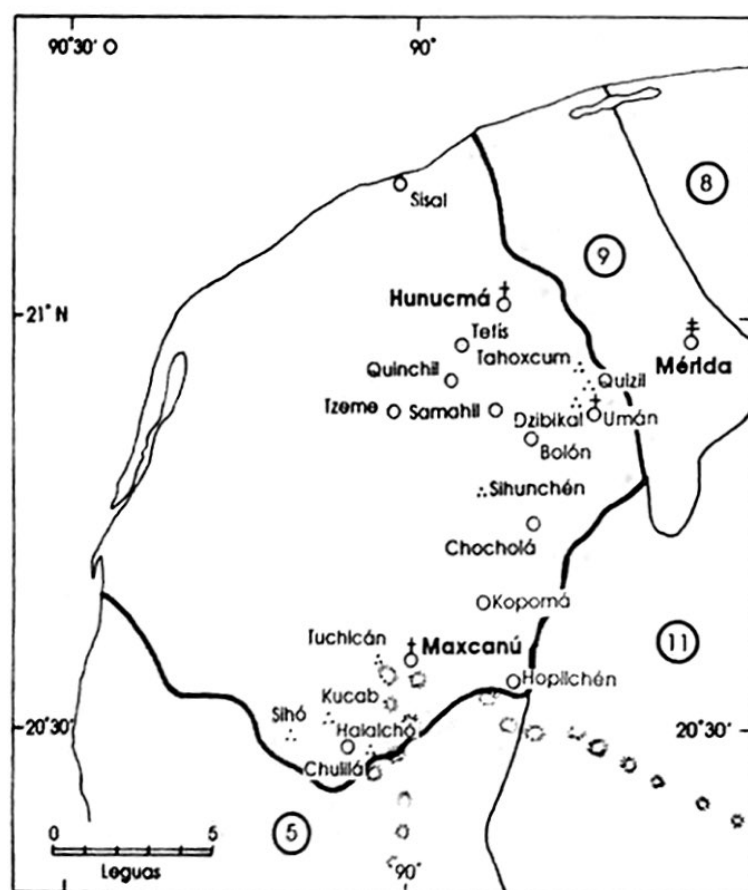 90°30'
90°
8
Sisal
9
Hunucmá
21° N
Tetís
Tahoxcum
Mérida
Quinchil
Quizil
Tzeme
Samahil
Dzibikal
Umán
Bolón
Sihunchén
Chocholá
Kopomá
11
Tuchicán
Maxcanú
Hopilchén
Kucab
Sihó
20°30'
Halalchó
20°30'
Chulilá
0
5
5
90°
Leguas